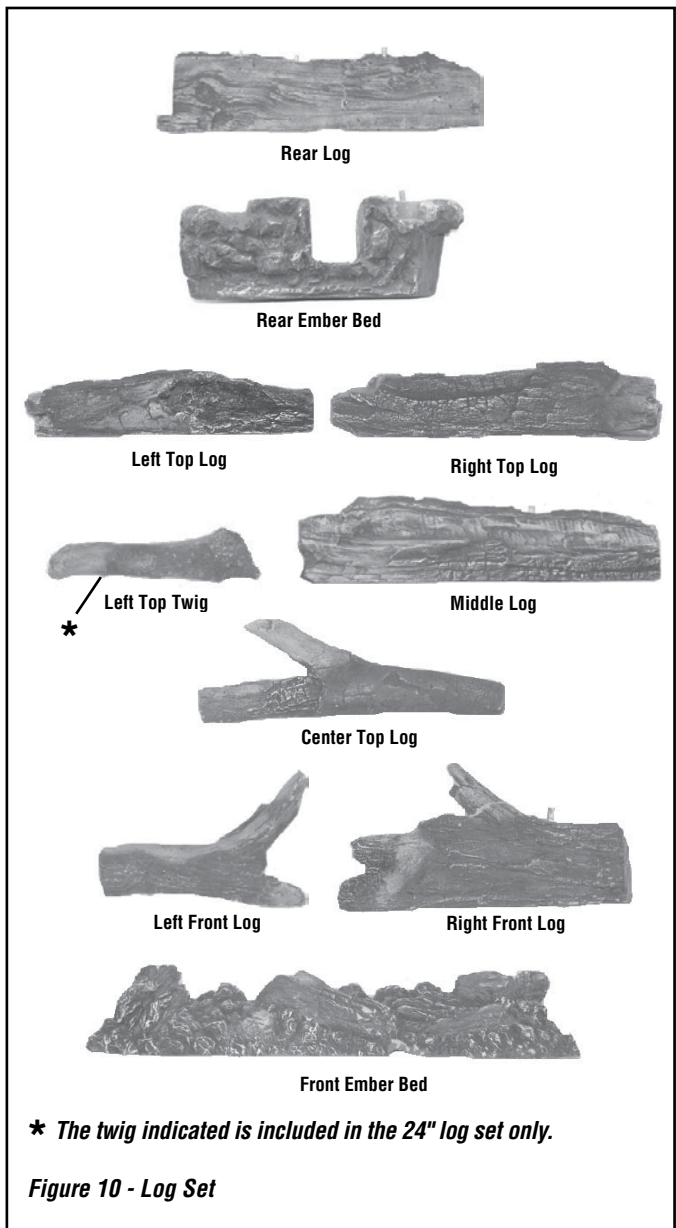 Rear Log
Rear Ember Bed
Left Top Log
Right Top Log
Left Top Twig
*
Middle Log
Center Top Log
Left Front Log
Right Front Log
Front Ember Bed
* The twig indicated is included in the 24" log set only.
Figure 10 - Log Set